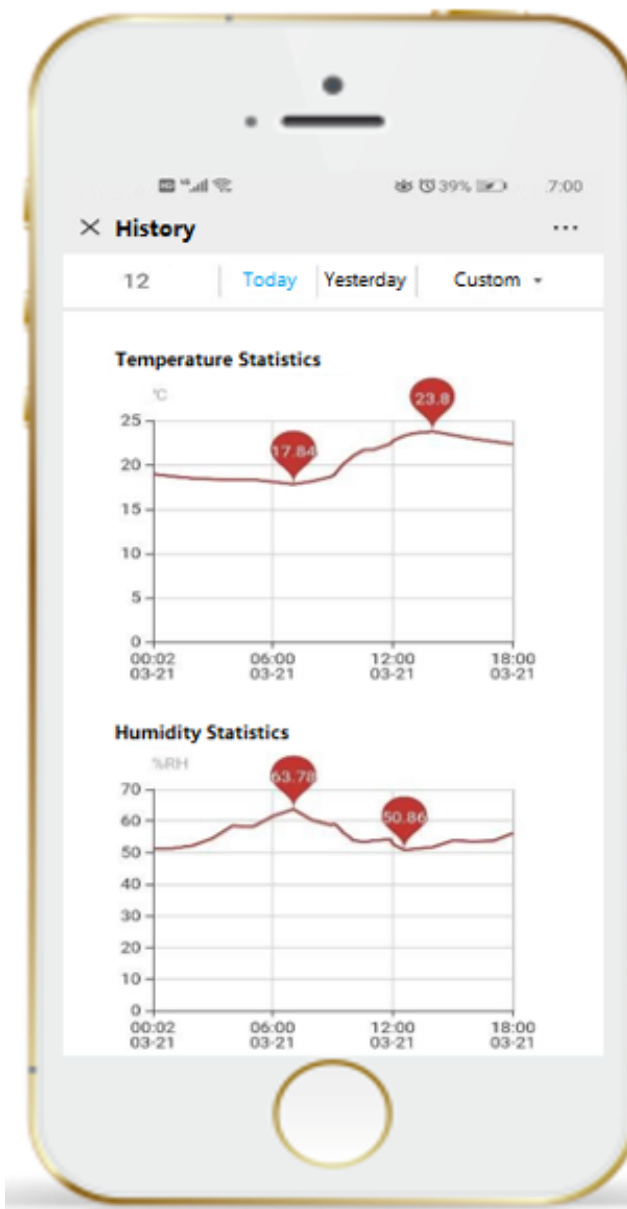 39% 7:00
History
12 Today Yesterday Custom
Temperature Statistics
℃
23.8
25
17.84
20
15
10
5
0
00:02 06:00 12:00 18:00
03-21 03-21 03-21 03-21
Humidity Statistics
%RH
63.78
70
50.86
60
50
40
30
20
10
0
00:02 06:00 12:00 18:00
03-21 03-21 03-21 03-21